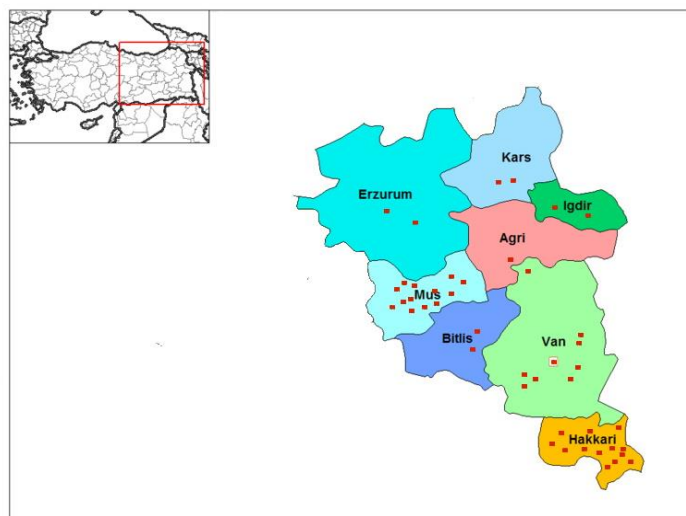 Kars
Erzurum
Igdir
Agri
Mus
Bitlis
Van
Hakkari